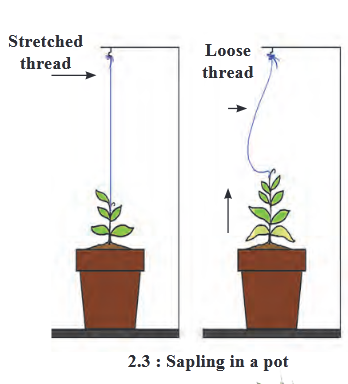 Stretched
thread
Loose
thread
2.3 : Sapling in a pot